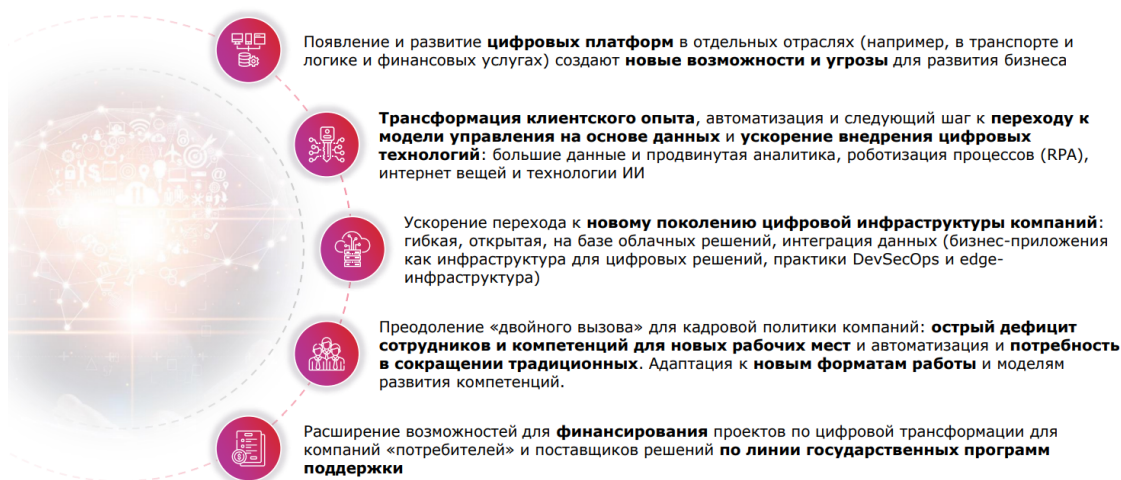 Появление и развитие цифровых платформ в отдельных отраслях (например, в транспорте и
логике и финансовых услугах) создают новые возможности и угрозы для развития бизнеса
Трансформация клиентского опыта, автоматизация и следующий шаг к переходу к
модели управления на основе данных и ускорение внедрения цифровых
технологий: большие данные и продвинутая аналитика, роботизация процессов (RPA),
интернет вещей и технологии ИИ
Ускорение перехода к новому поколению цифровой инфраструктуры компаний:
гибкая, открытая, на базе облачных решений, интеграция данных (бизнес-приложения
как инфраструктура для цифровых решений, практики DevSecOps и edge-
инфраструктура)
Преодоление «двойного вызова» для кадровой политики компаний: острый дефицит
сотрудников и компетенций для новых рабочих мест и автоматизация и потребность
в сокращении традиционных. Адаптация к новым форматам работы и моделям
развития компетенций.
Расширение возможностей для финансирования проектов по цифровой трансформации для
компаний «потребителей» и поставщиков решений по линии государственных программ
поддержки